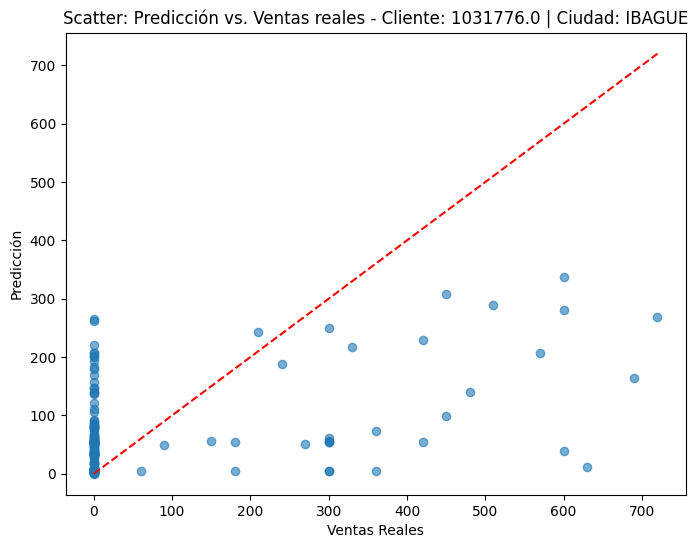 Scatter: Predicción vs. Ventas reales - Cliente: 1031776.0 | Ciudad: IBAGUE
700
600
500
400
300
200
100
0
Predicción
0 100 200 300 400 500 600 700
Ventas Reales